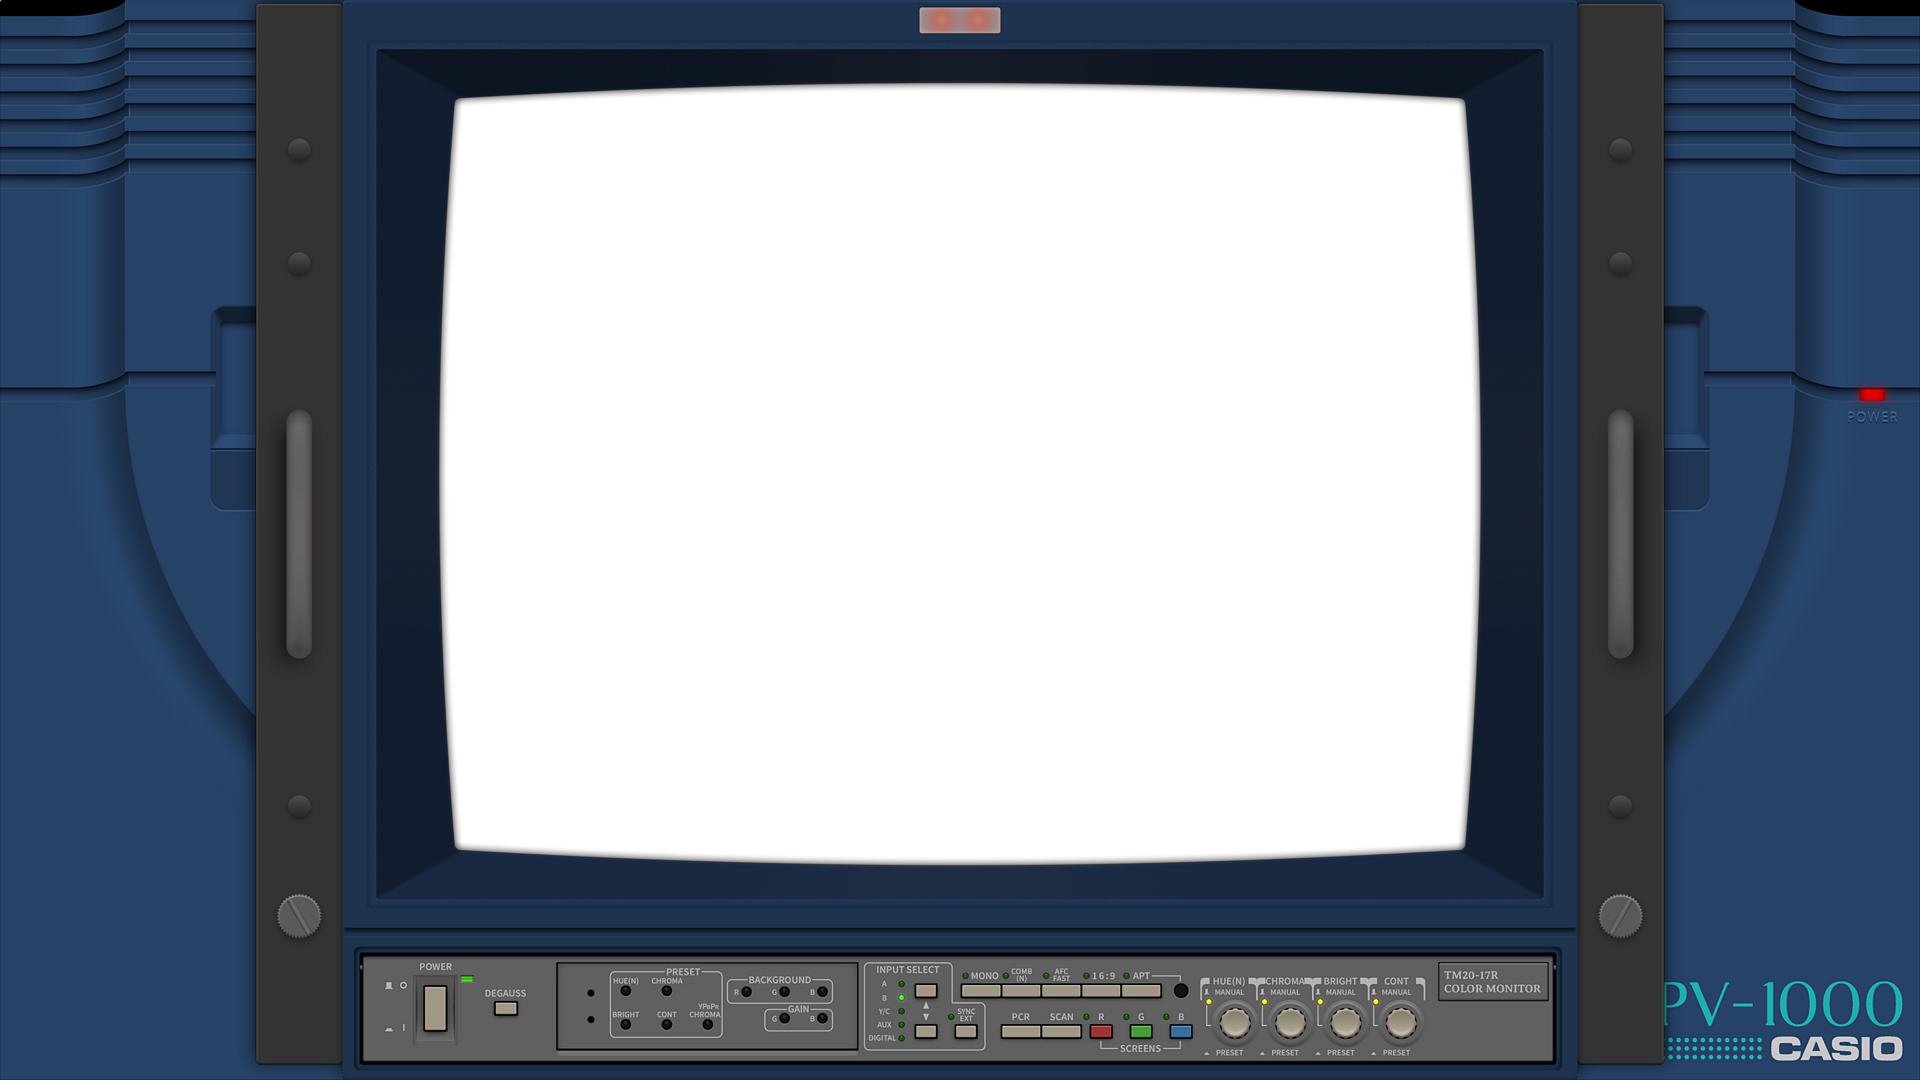 POWER
POWER
DEGAUSS
PRESET
HUE(N)
CHROMA
BRIGHT
CONT
YPBPR
CHROMA
BACKGROUND
R
G
B
GAIN
G
B
INPUT SELECT
A
B
Y/C
AUX
DIGITAL
SYNC
EXT
MONO
COMB
(N)
AFC
FAST
16:9
APT
PCR
SCAN
R
G
B
SCREENS
HUE(N)
CHROMA
BRIGHT
CONT
MANUAL
MANUAL
MANUAL
MANUAL
PRESET
PRESET
PRESET
PRESET
TM20-17R
COLOR MONITOR
PV-1000
CASIO